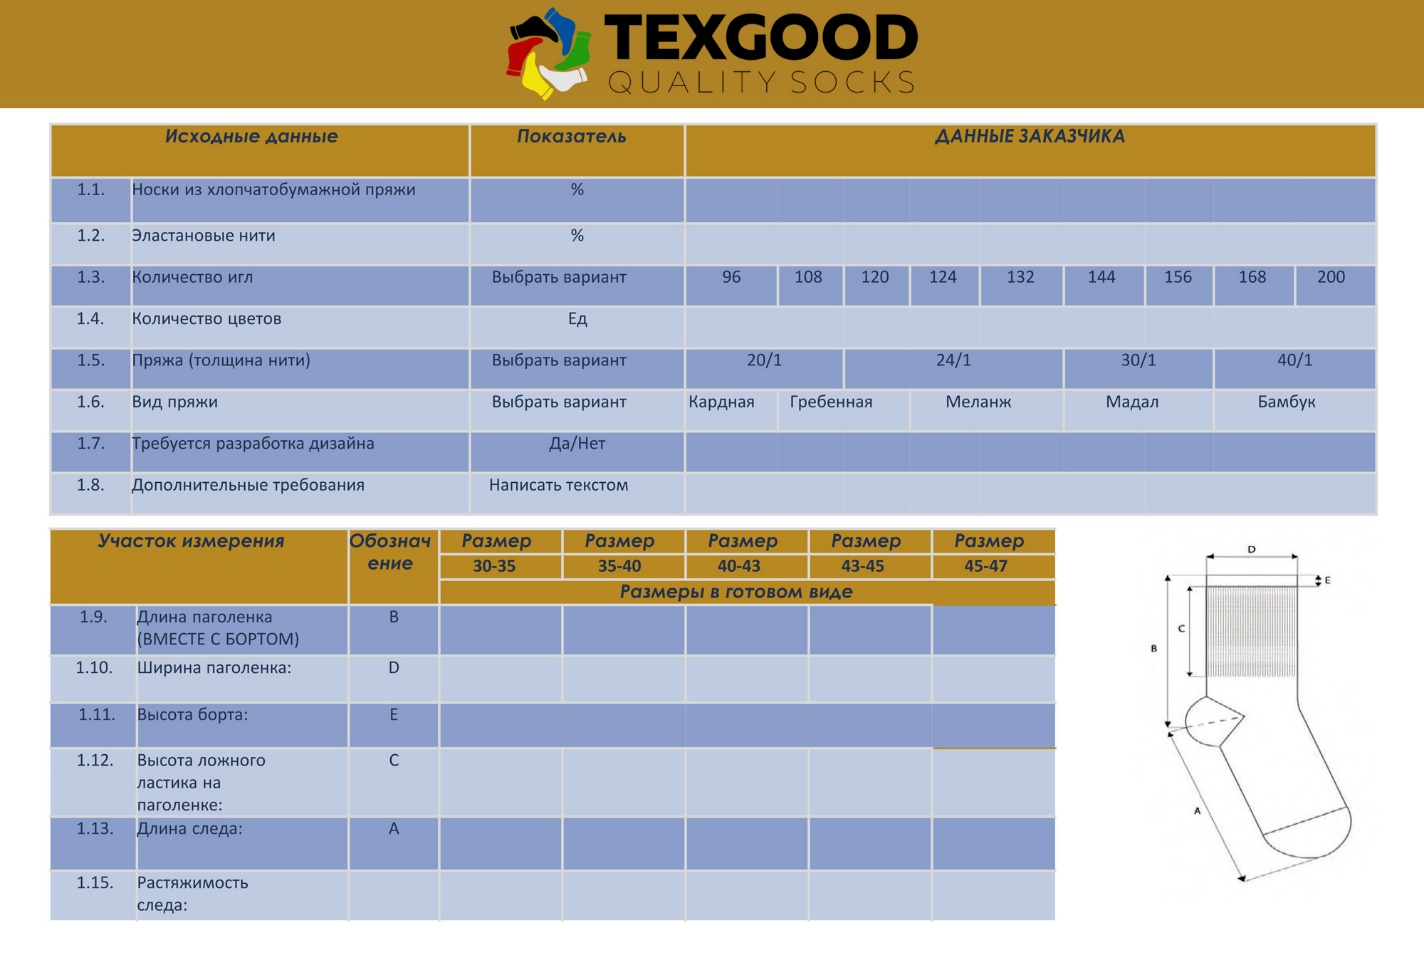 TEXGOOD
QUALITY SOCKS
Исходные данные Показатель ДАННЫЕ ЗАКАЗЧИКА
1.1. Носки из хлопчатобумажной пряжи %
1.2. Эластановые нити %
1.3. Количество игл Выбрать вариант 96 108 120 124 132 144 156 168 200
1.4. Количество цветов Ед
1.5. Пряжа (толщина нити) Выбрать вариант 20/1 24/1 30/1 40/1
1.6. Вид пряжи Выбрать вариант Кардная Гребенная Меланж Мадал Бамбук
1.7. Требуется разработка дизайна Да/Нет
1.8. Дополнительные требования Написать текстом
Участок измерения Обознач Размер Размер Размер Размер Размер
ение 30-35 35-40 40-43 43-45 45-47
Размеры в готовом виде
1.9. Длина паголенка B
(ВМЕСТЕ С БОРТОМ)
1.10. Ширина паголенка: D
1.11. Высота борта: E
1.12. Высота ложного C
ластика на
паголенке:
1.13. Длина следа: A
1.15. Растяжимость
следа:
D
E
C
B
A